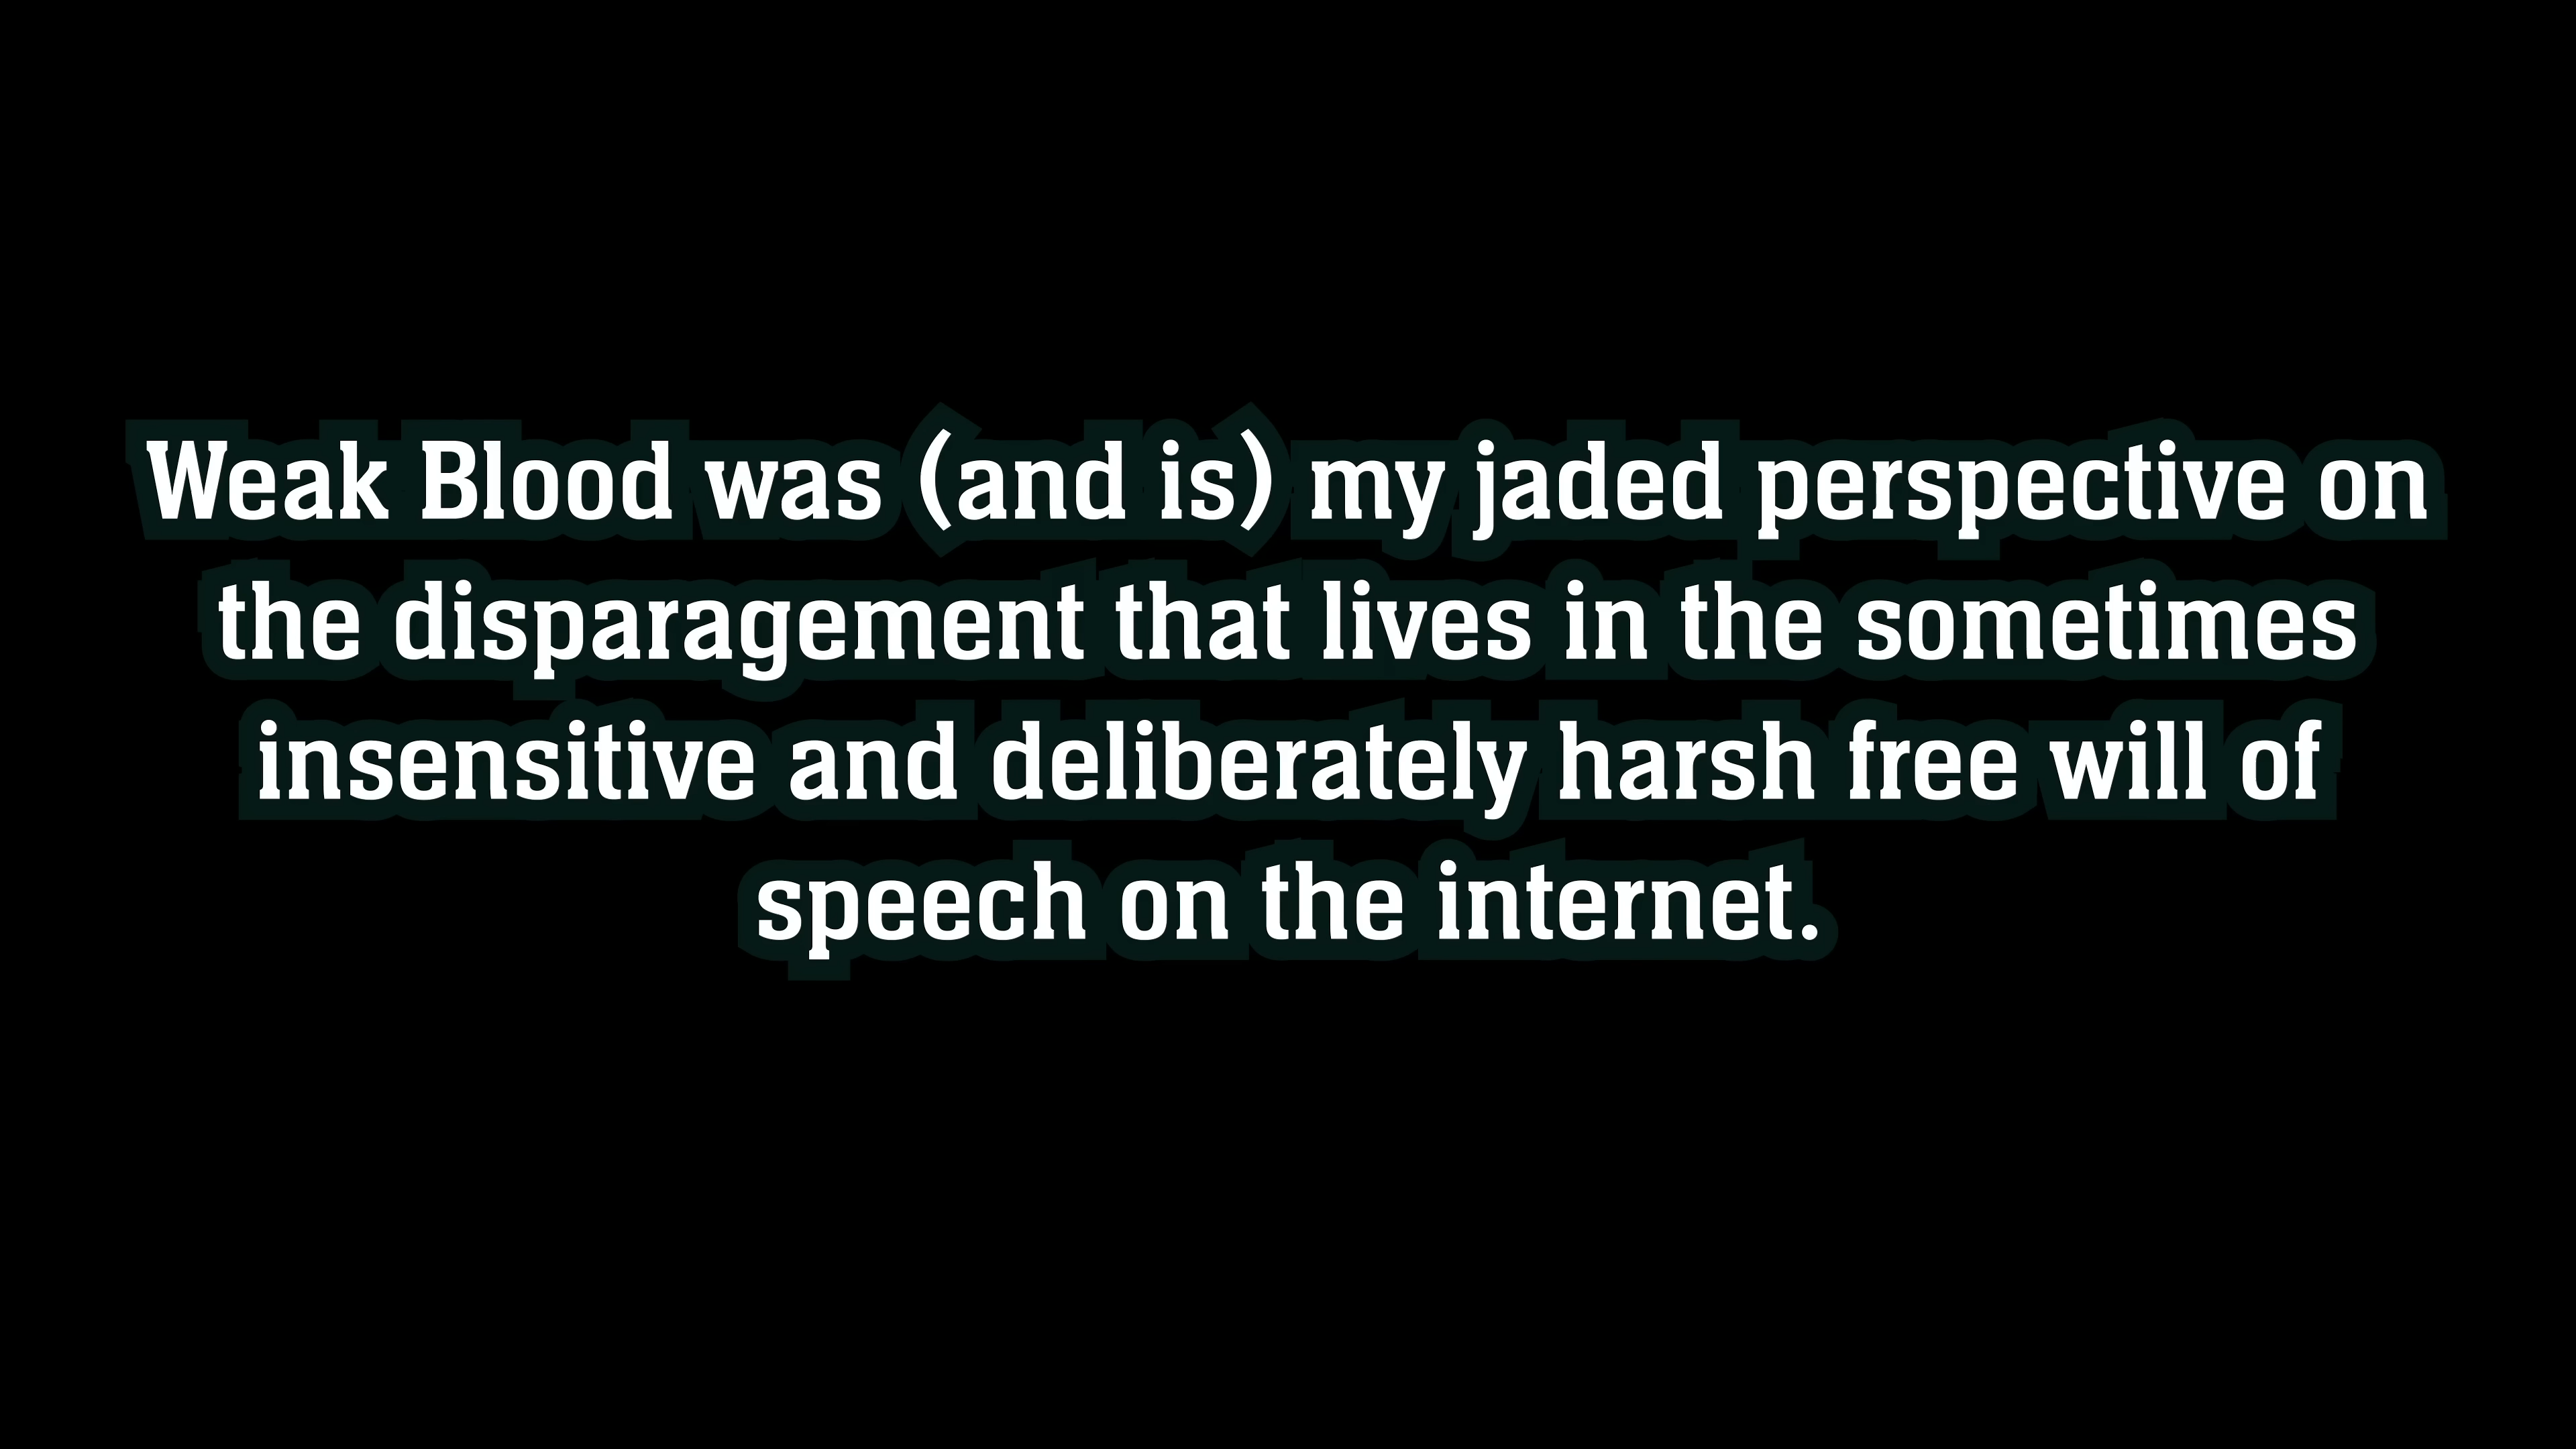 Weak Blood was (and is) my jaded perspective on
the disparagement that lives in the sometimes
insensitive and deliberately harsh free will of
speech on the internet.